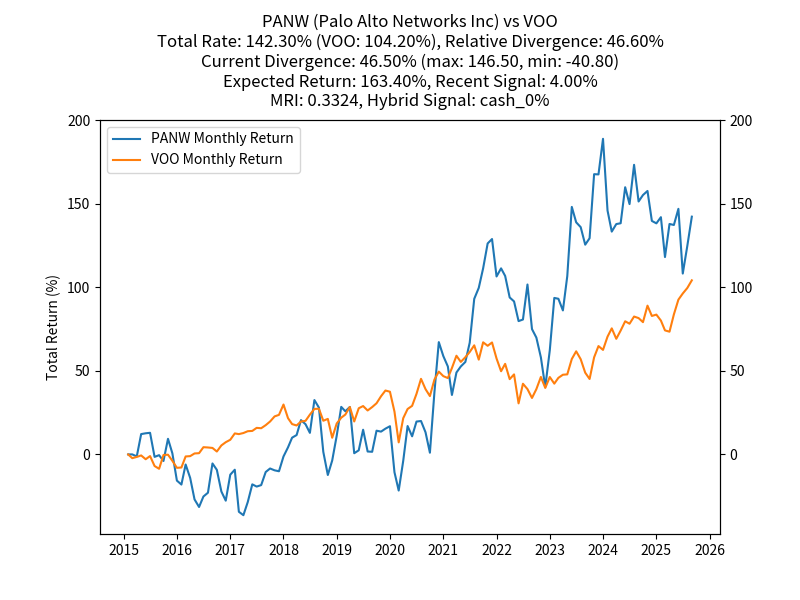 PANW (Palo Alto Networks Inc) vs VOO
Total Rate: 142.30% (VOO: 104.20%), Relative Divergence: 46.60%
Current Divergence: 46.50% (max: 146.50, min: -40.80)
Expected Return: 163.40%, Recent Signal: 4.00%
MRI: 0.3324, Hybrid Signal: cash_0%
200 200
PANW Monthly Return
VOO Monthly Return
150 150
100 100
Total Return (%)
50 50
0 0
2015 2016 2017 2018 2019 2020 2021 2022 2023 2024 2025 2026